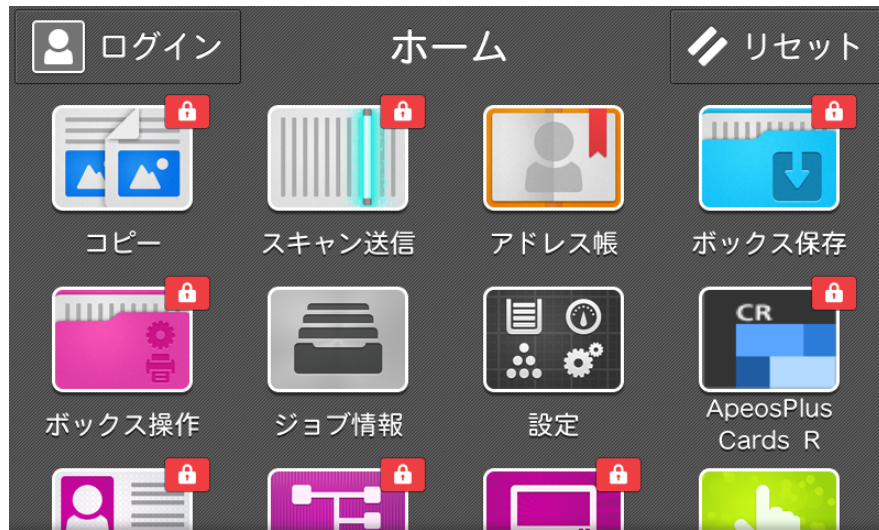 ログイン
ホーム
リセット
コピー
スキャン送信
アドレス帳
ボックス保存
ボックス操作
ジョブ情報
設定
CR
ApeosPlus
Cards R